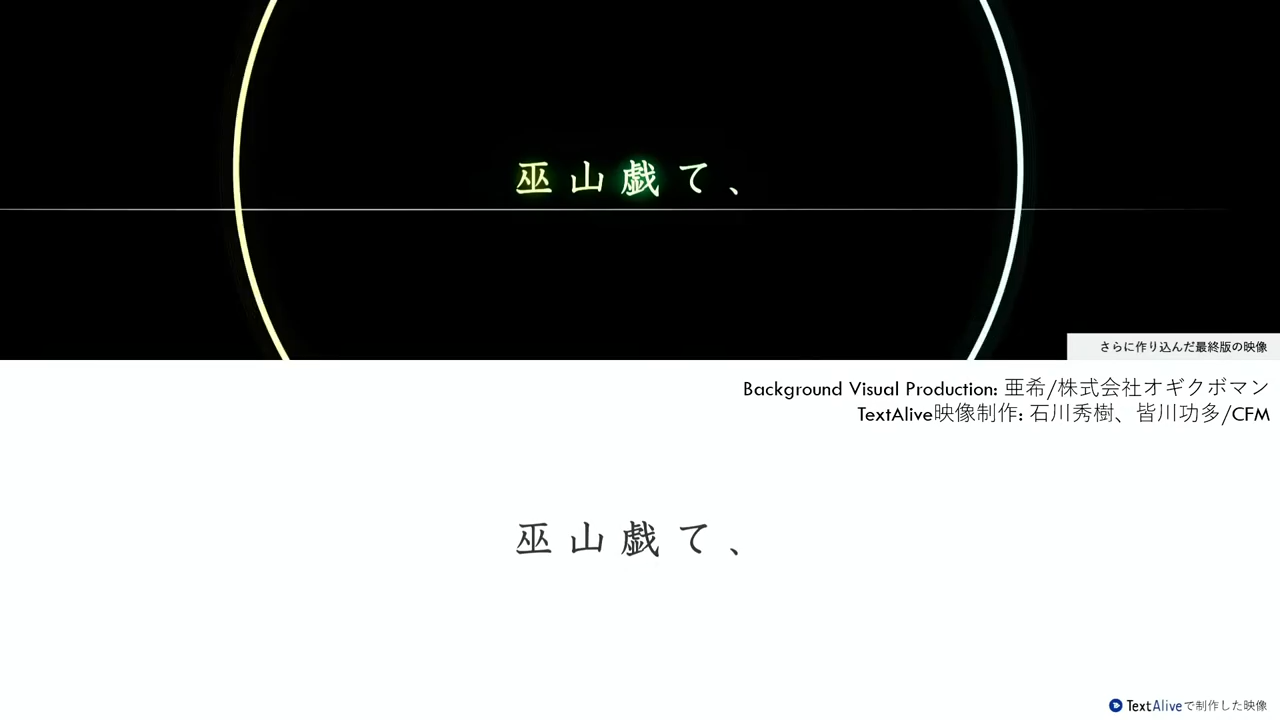 巫山戯て、
さらに作り込んだ最終版の映像
Background Visual Production: 亜希/株式会社オギクボマン
TextAlive映像制作: 石川秀樹、皆川功多/CFM
巫山戯て、
TextAliveで制作した映像